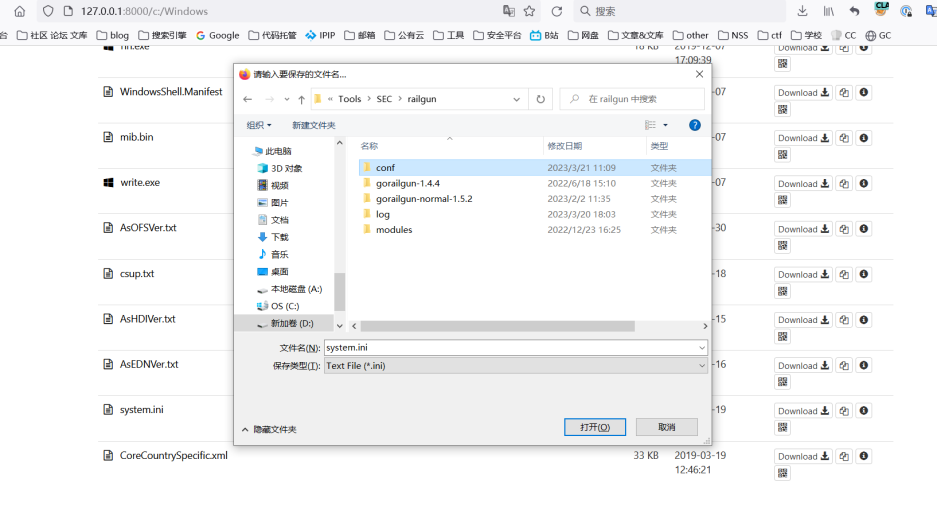 127.0.0.1:8000/c:/Windows
搜索
台 社区 论坛 文库 blog 搜索引擎 Google 代码托管 IPIP 邮箱 公有云 工具 安全平台 B站 网盘 文章&文库 other NSS ctf 学校 CC GC
hh.exe 18 KB 2019-12-07
17:09:39
请输入要保存的文件名...
« Tools › SEC › railgun
在 railgun 中搜索
组织 新建文件夹
名称 修改日期 类型
此电脑
3D 对象
视频
图片
文档
下载
音乐
桌面
本地磁盘 (A:)
OS (C:)
新加卷 (D:)
conf 2023/3/21 11:09 文件夹
gorailgun-1.4.4 2022/6/18 15:10 文件夹
gorailgun-normal-1.5.2 2023/2/2 11:35 文件夹
log 2023/3/20 18:03 文件夹
modules 2022/12/23 16:25 文件夹
文件名(N): system.ini
保存类型(T): Text File (*.ini)
隐藏文件夹
打开(O) 取消
WindowsShell.Manifest -07 Download
mib.bin -07 Download
write.exe -07 Download
AsOFSVer.txt -30 Download
csup.txt -18 Download
AsHDIVer.txt -15 Download
AsEDNVer.txt -16 Download
system.ini -19 Download
CoreCountrySpecific.xml 33 KB 2019-03-19 Download
12:46:21